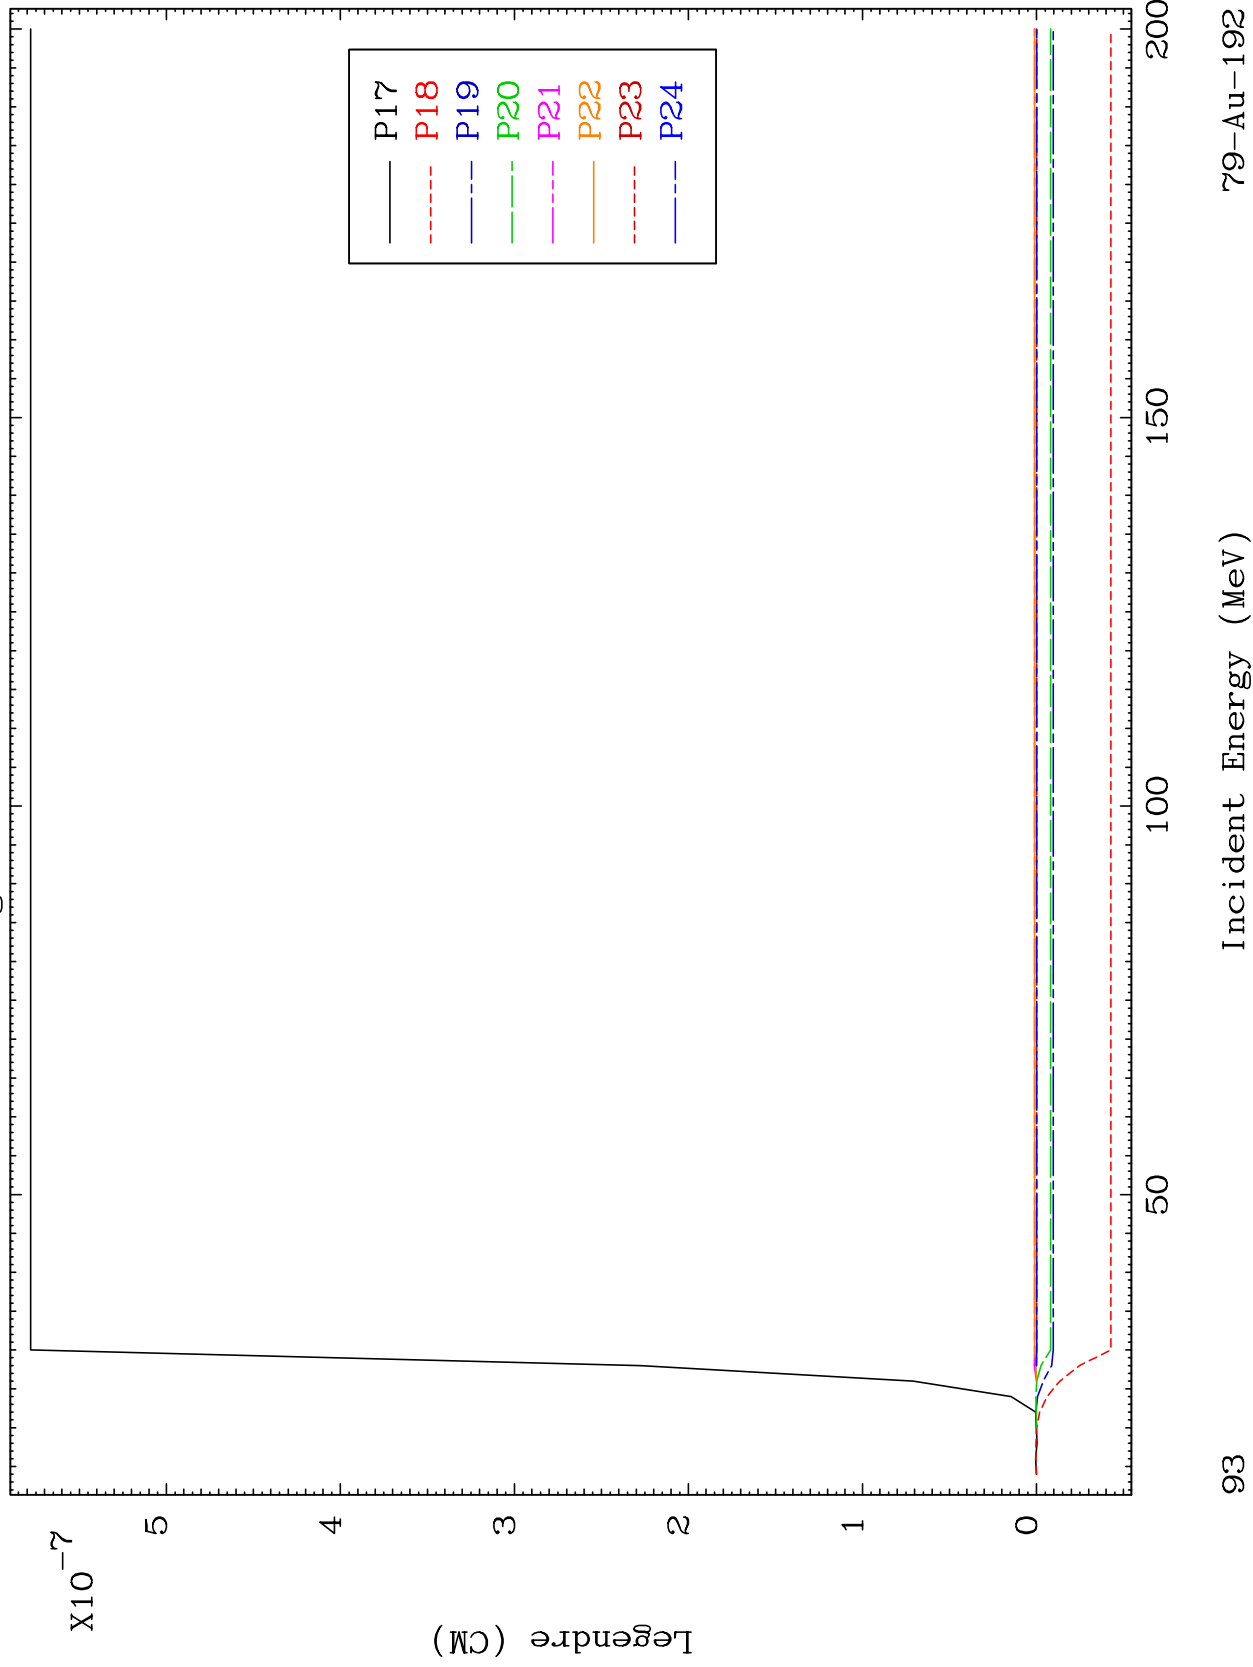 X10-7
Legendre (CM)
5
4
3
2
1
0
P17
P18
P19
P20
P21
P22
P23
P24
50
100
150
200
Incident Energy (MeV)
93
79-Au-192